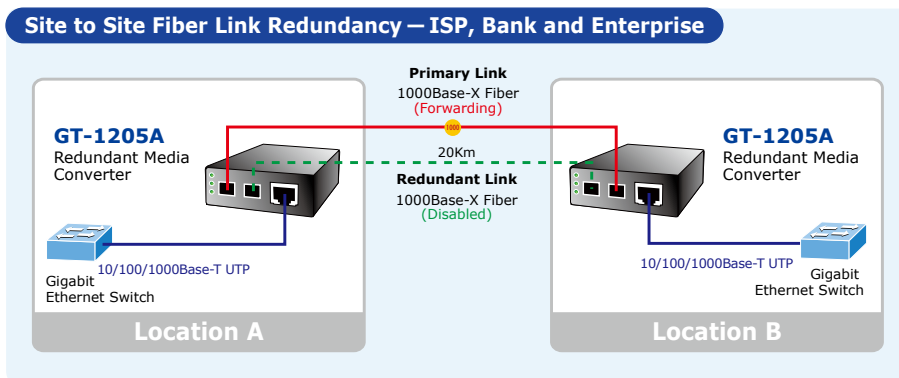 Site to Site Fiber Link Redundancy — ISP, Bank and Enterprise
Primary Link
1000Base-X Fiber
(Forwarding)
1000
20Km
Redundant Link
1000Base-X Fiber
(Disabled)
GT-1205A
Redundant Media
Converter
10/100/1000Base-T UTP
Gigabit
Ethernet Switch
Location A
GT-1205A
Redundant Media
Converter
10/100/1000Base-T UTP
Gigabit
Ethernet Switch
Location B